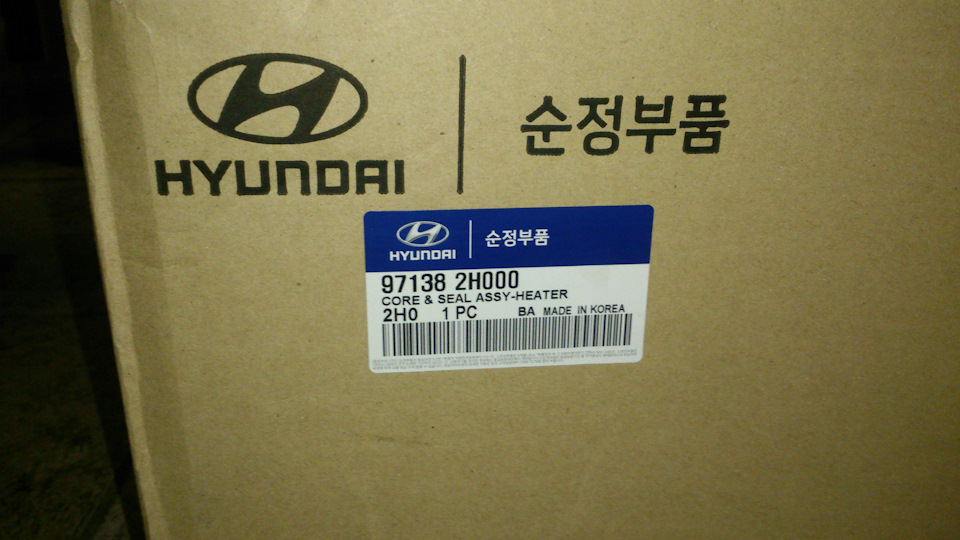 HYUNDAI
순정부품
HYUNDAI
순정부품
97138 2H000
CORE & SEAL ASSY-HEATER
2H0 1 PC BA MADE IN KOREA